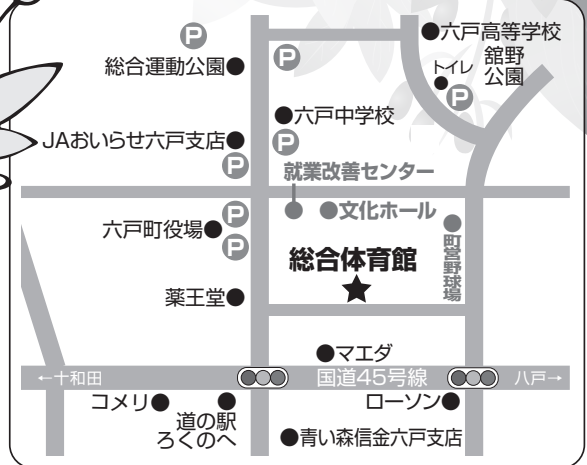 P
●六戸高等学校
総合運動公園●
P
トイレ
●
P
舘野
公園
●六戸中学校
JAおいらせ六戸支店●
P
P
就業改善センター
● ●文化ホール
六戸町役場●
P
P
●町営野球場
総合体育館
★
薬王堂●
●マエダ
←十和田
国道45号線
八戸→
コメリ●
●
道の駅
ろくのへ
ローソン●
●青い森信金六戸支店